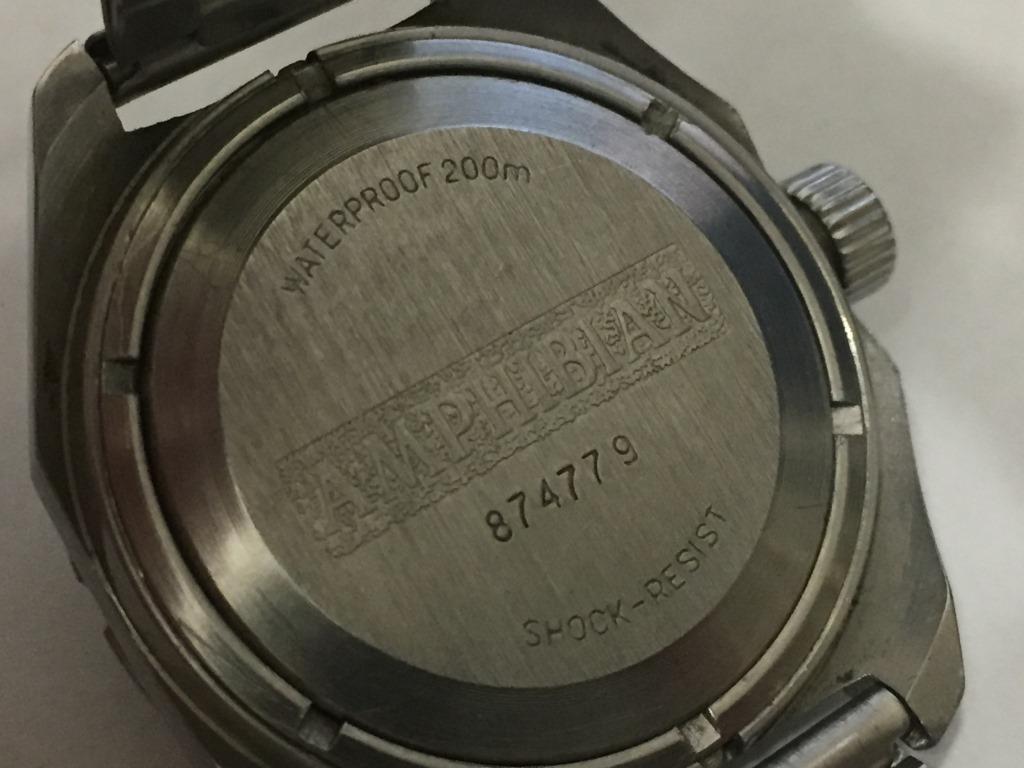 WATERPROOF 200m
AMPHIBIAN
874779
SHOCK-RESIST